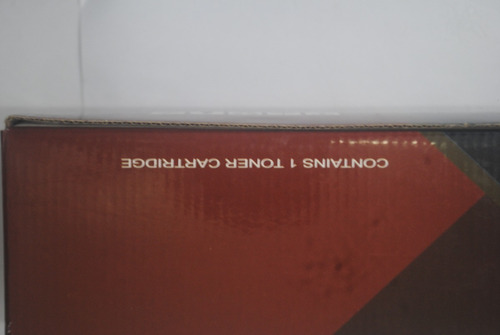 CONTAINS 1 TONER CARTRIDGE